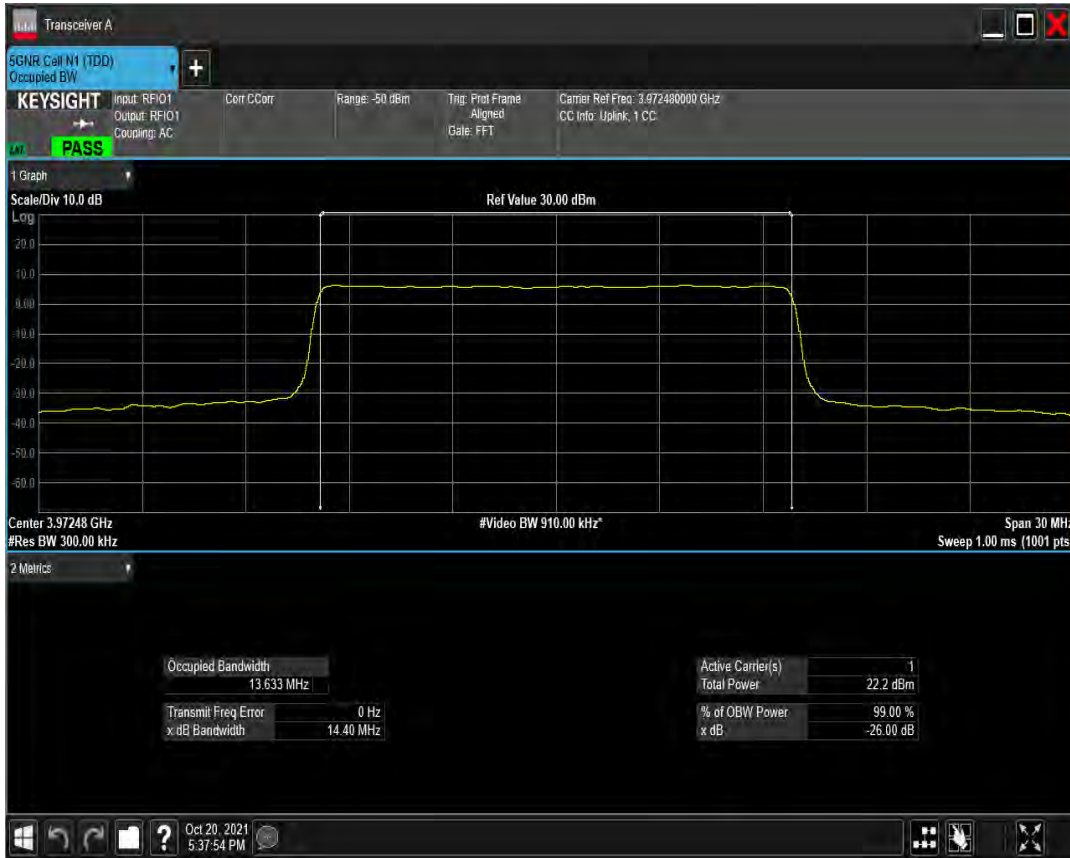 Transceiver A
5GNR Cell N1 (TDD)
Occupied BW
+
KEYSIGHT
PASS
Input: RFIO1
Output: RFIO1
Coupling: AC
Corr CCorr
Range: -50 dBm
Trig: Prot Frame
Aligned
Gate: FFT
Carrier Ref Freq: 3.972480000 GHz
CC Info: Uplink, 1 CC
1 Graph
Scale/Div 10.0 dB
Ref Value 30.00 dBm
Log
20.0
10.0
0.00
-10.0
-20.0
-30.0
-40.0
-50.0
-60.0
Center 3.97248 GHz
#Video BW 910.00 kHz*
Span 30 MHz
#Res BW 300.00 kHz
Sweep 1.00 ms (1001 pts
2 Metrics
Occupied Bandwidth
13.633 MHz
Transmit Freq Error 0 Hz
x dB Bandwidth 14.40 MHz
Active Carrier(s) 1
Total Power 22.2 dBm
% of OBW Power 99.00 %
x dB -26.00 dB
?
Oct 20, 2021
5:37:54 PM